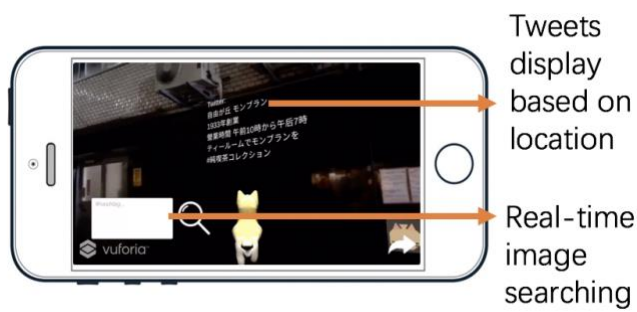 Twitter:
自由が丘 モンブラン
1933年創業
営業時間 午前10時から午后7時
ティールームでモンブランを
#純喫茶コレクション
#hashtag...
vuforia™
Tweets
display
based on
location
Real-time
image
searching